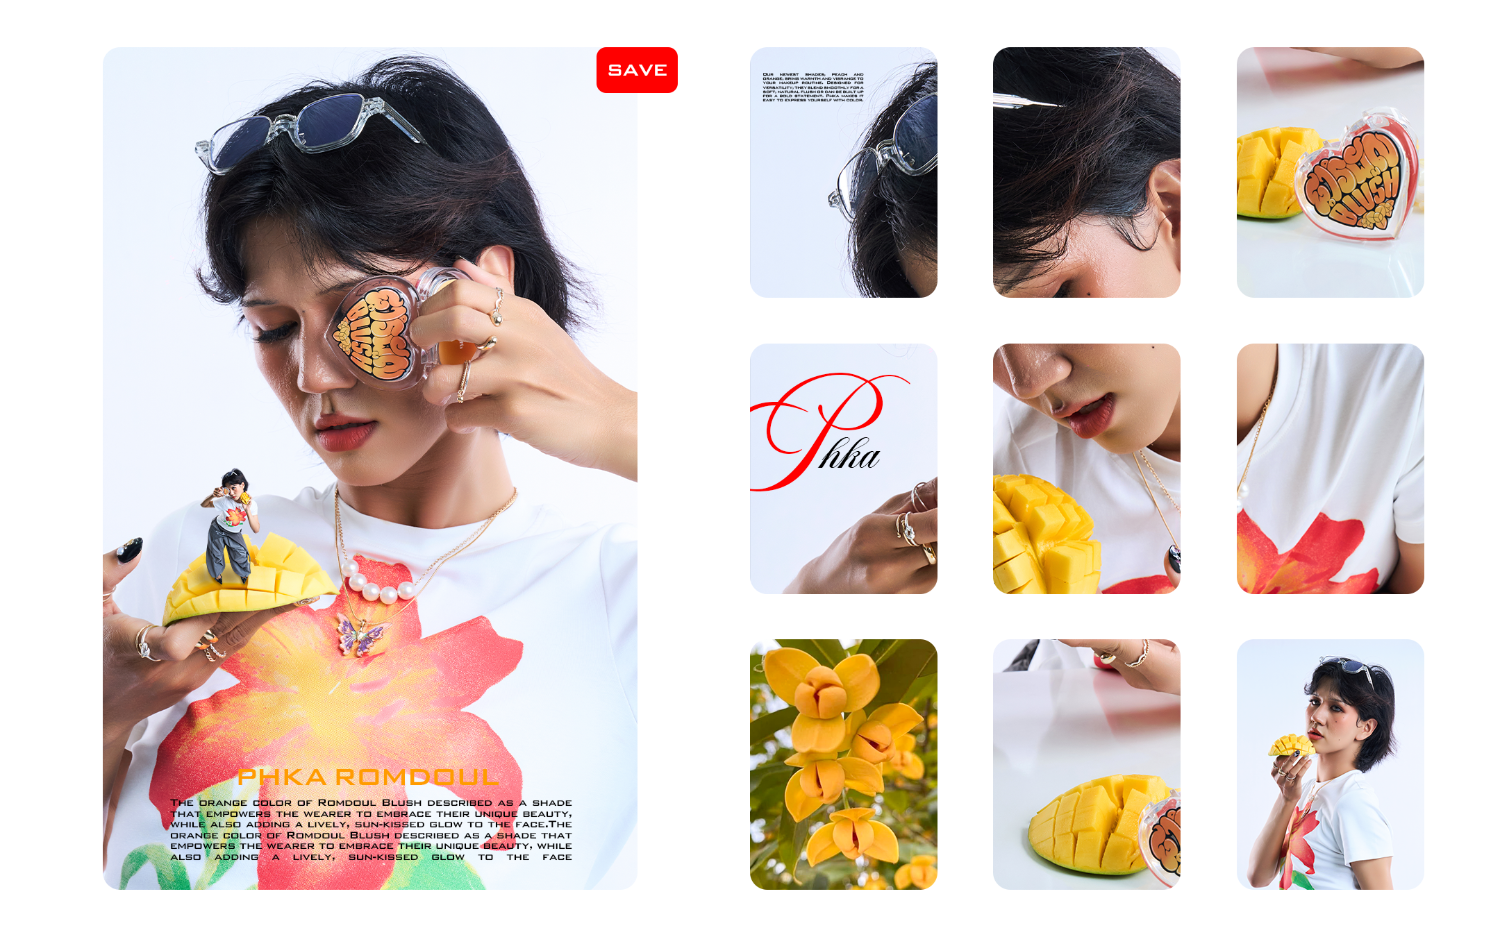 SAVE
PHKA ROMDOUL
The orange color of Romdoul Blush described as a shade
that empowers the wearer to embrace their unique beauty,
while also adding a lively, sun-kissed glow to the face.The
orange color of Romdoul Blush described as a shade that
empowers the wearer to embrace their unique beauty, while
also adding a lively, sun-kissed glow to the face
Our newest shades, peach and
orange, bring warmth and vibrance to
your makeup routine. Designed for
versatility, they blend smoothly for a
soft, natural flush or can be built up
for a bold statement. Phka makes it
easy to express yourself with color.
BLUSH
Phka